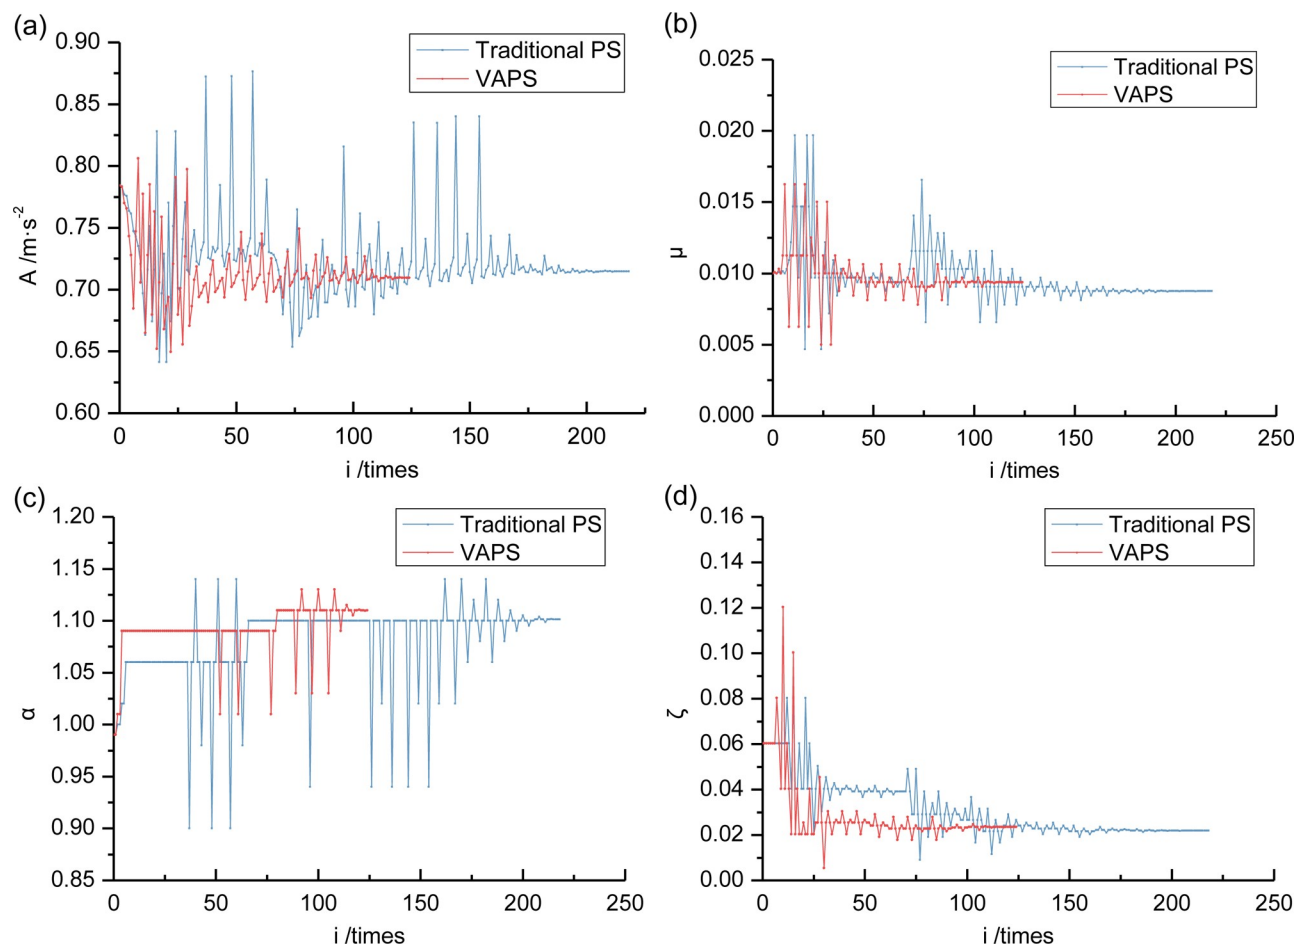 (a)
0.90
0.85
0.80
0.75
0.70
0.65
0.60
A /m·s⁻²
Traditional PS
VAPS
0 50 100 150 200
i /times
(b)
0.025
0.020
0.015
0.010
0.005
0.000
μ
Traditional PS
VAPS
0 50 100 150 200 250
i /times
(c)
1.20
1.15
1.10
1.05
1.00
0.95
0.90
0.85
α
Traditional PS
VAPS
0 50 100 150 200 250
i /times
(d)
0.16
0.14
0.12
0.10
0.08
0.06
0.04
0.02
0.00
ζ
Traditional PS
VAPS
0 50 100 150 200 250
i /times